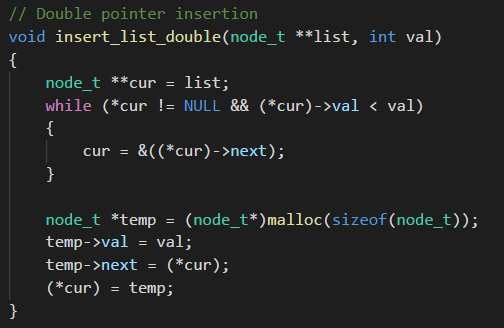 // Double pointer insertion
void insert_list_double(node_t **list, int val)
{
    node_t **cur = list;
    while (*cur != NULL && (*cur)->val < val)
    {
        cur = &((*cur)->next);
    }

    node_t *temp = (node_t*)malloc(sizeof(node_t));
    temp->val = val;
    temp->next = (*cur);
    (*cur) = temp;
}